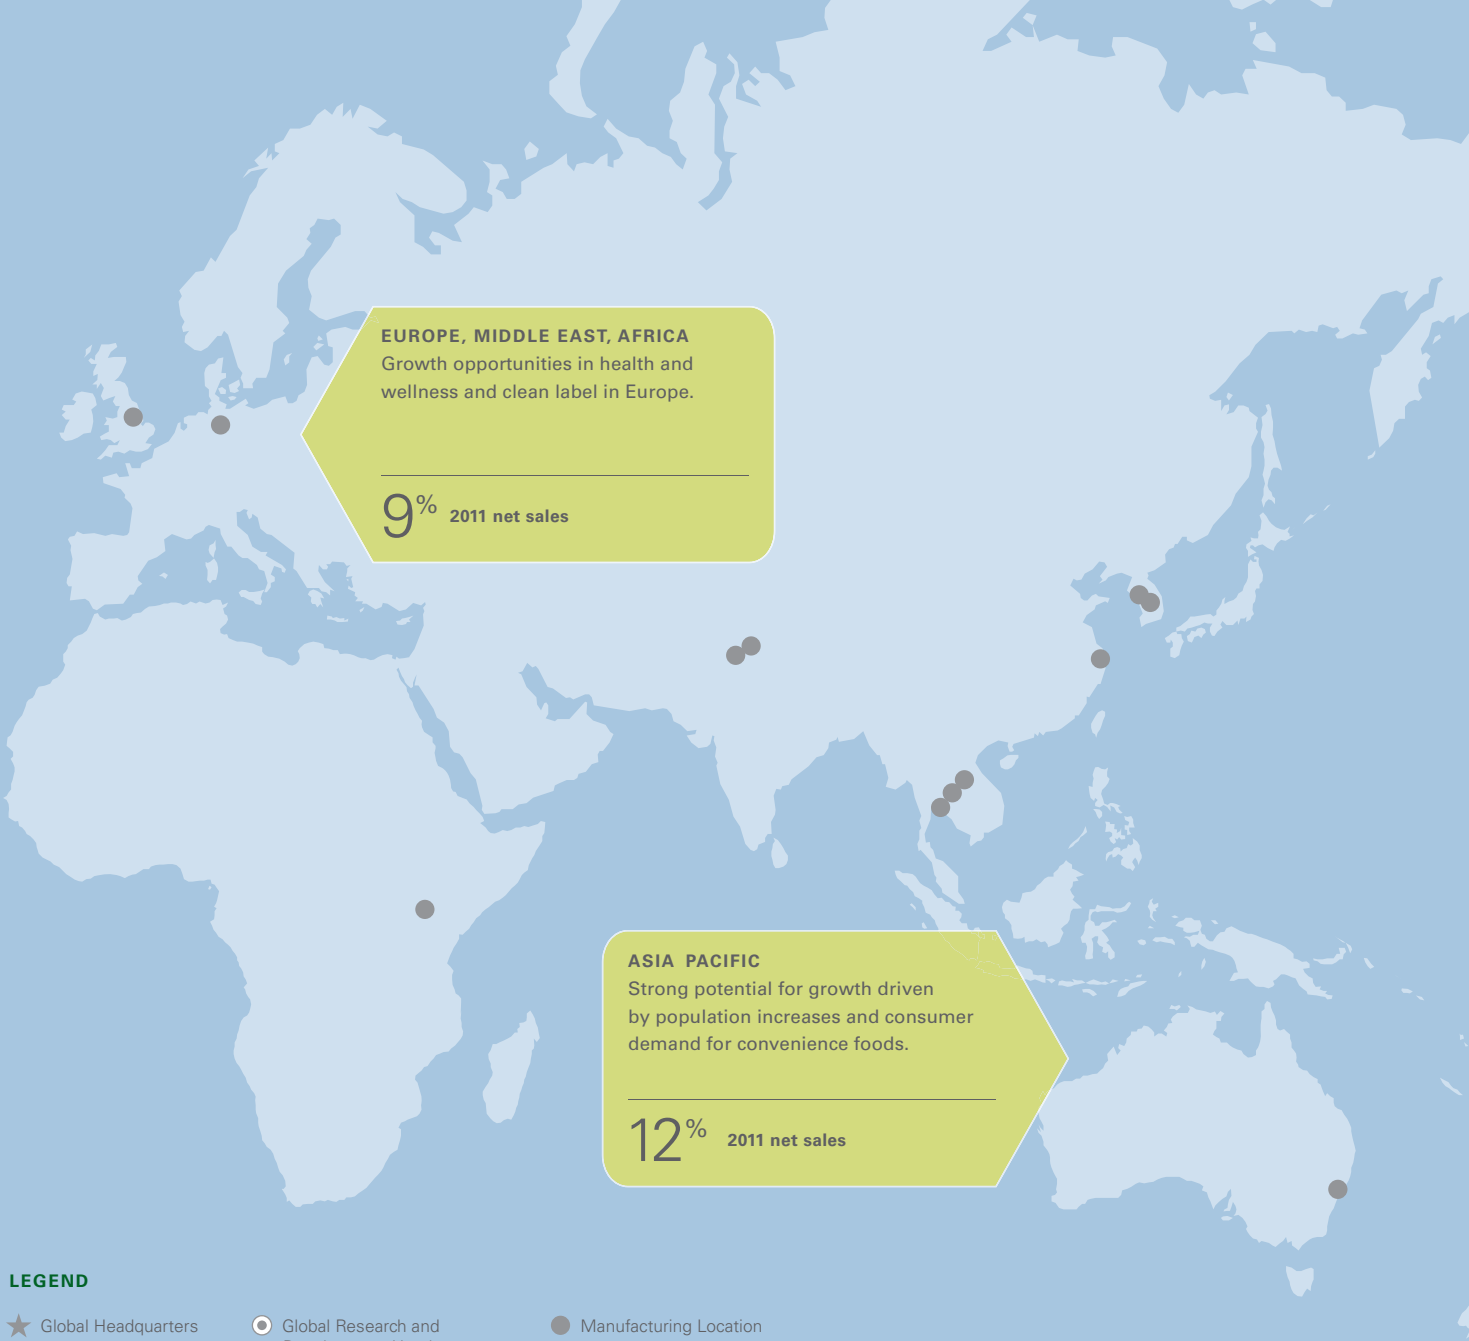 EUROPE, MIDDLE EAST, AFRICA
Growth opportunities in health and
wellness and clean label in Europe.
9% 2011 net sales
ASIA PACIFIC
Strong potential for growth driven
by population increases and consumer
demand for convenience foods.
12% 2011 net sales
LEGEND
Global Headquarters
Global Research and
Manufacturing Location